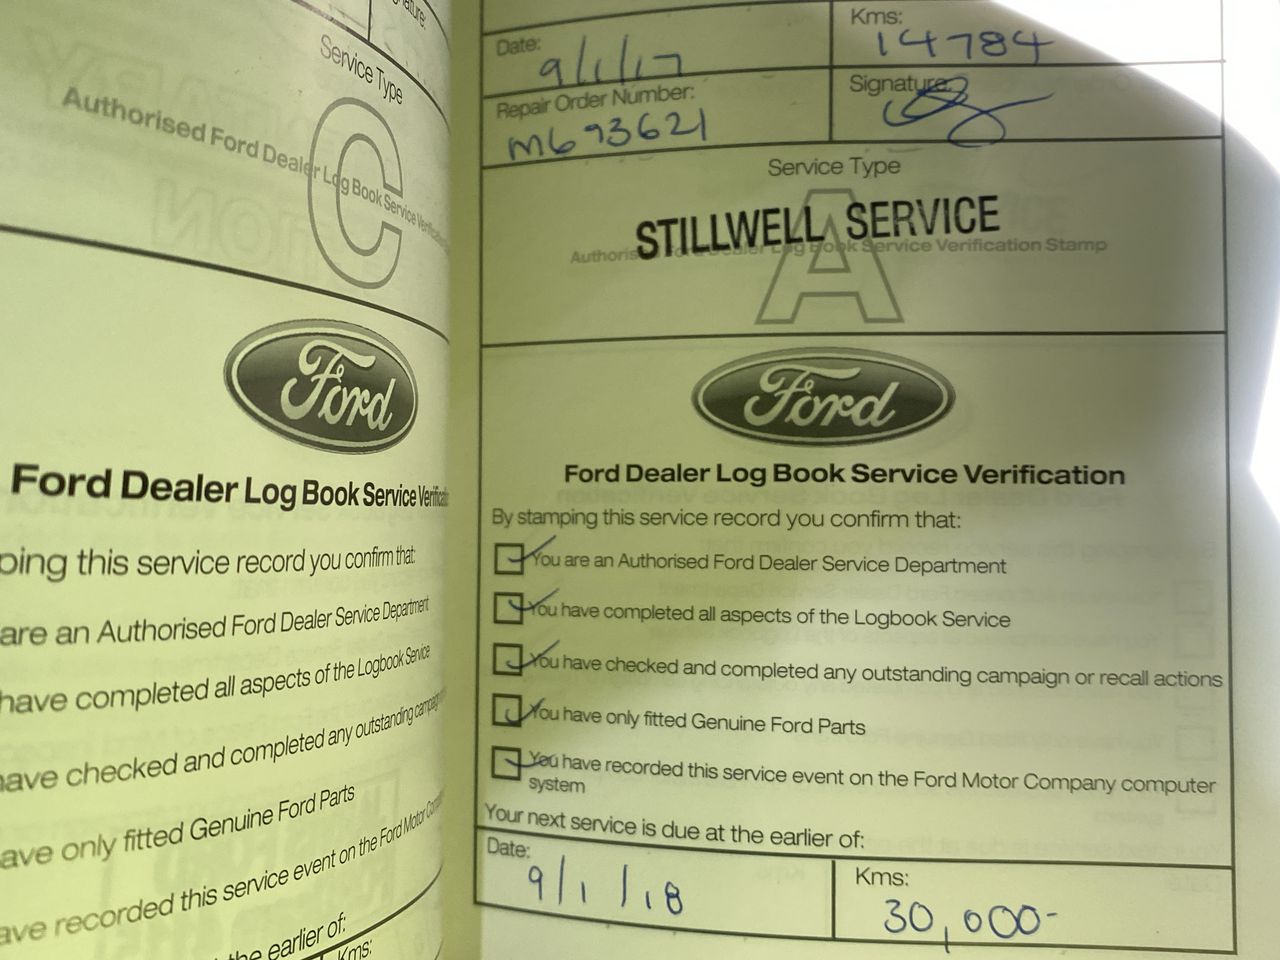 nature:
Service Type
C
Authorised Ford Dealer Log Book Service
Ford
Ford Dealer Log Book Service
ping this service record you confirm that:
are an Authorised Ford Dealer Service Department
have completed all aspects of the Logbook Service
have checked and completed any outstanding
have only fitted Genuine Ford Parts
ave recorded this service event on the Ford Motor
the earlier of:
Kms:
Date:
9/1/17
Kms:
14784
Repair Order Number:
M693621
Signature:
Service Type
A
STILLWELL SERVICE
Authorised Ford Dealer Log Book Service Verification Stamp
Ford
Ford Dealer Log Book Service Verification
By stamping this service record you confirm that:
You are an Authorised Ford Dealer Service Department
You have completed all aspects of the Logbook Service
You have checked and completed any outstanding campaign or recall actions
You have only fitted Genuine Ford Parts
You have recorded this service event on the Ford Motor Company computer
system
Your next service is due at the earlier of:
Date:
9/1/18
Kms:
30,000-